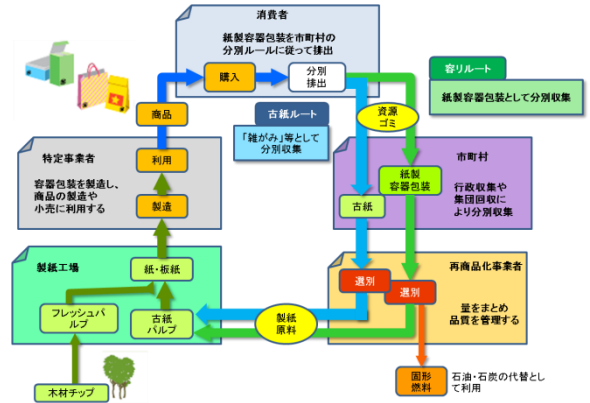 消費者
紙製容器包装を市町村の
分別ルールに従って排出
購入
分別
排出
容リルート
紙製容器包装として分別収集
商品
古紙ルート
「雑がみ」等として
分別収集
資源
ゴミ
特定事業者
容器包装を製造し、
商品の製造や
小売に利用する
利用
製造
市町村
紙製
容器包装
行政収集や
集団回収に
より分別収集
古紙
製紙工場
紙・板紙
フレッシュパ
ルプ
古紙
パルプ
再商品化事業者
選別
選別
量をまとめ
品質を管理する
製紙
原料
木材チップ
固形
燃料
石油・石炭の代替とし
て利用